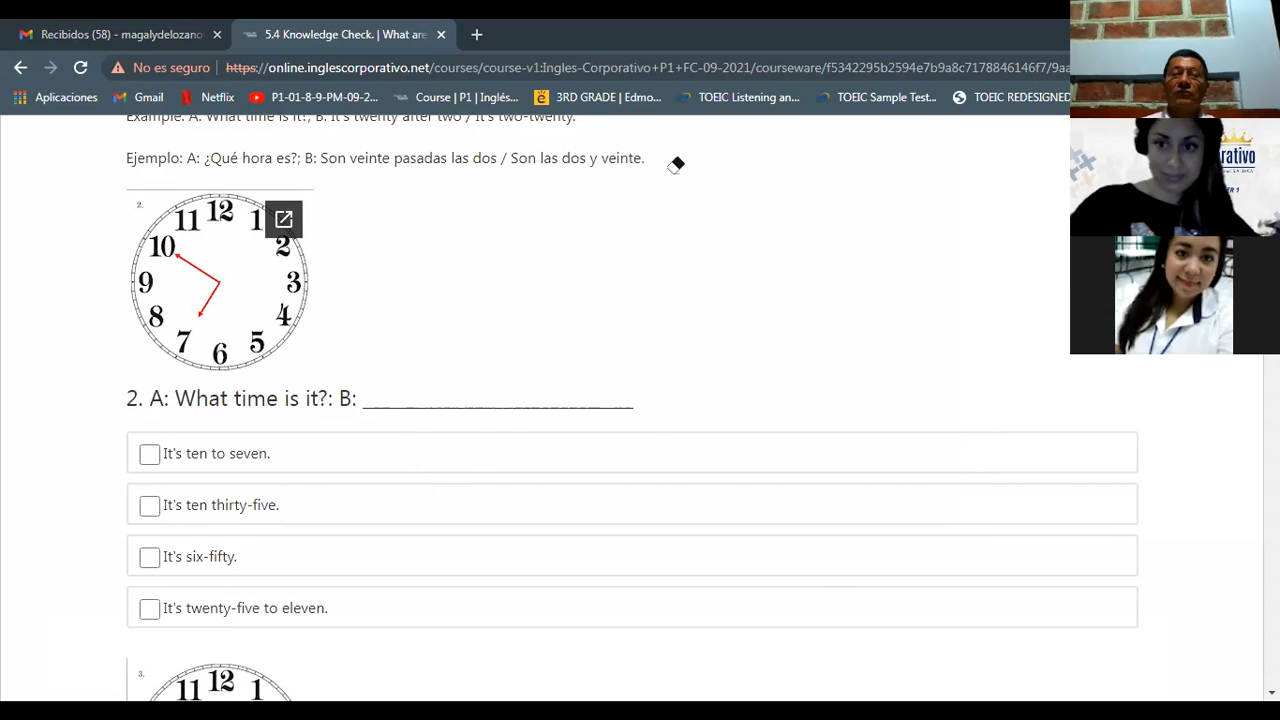 Recibidos (58) - magalydelozano
5.4 Knowledge Check. | What are
No es seguro
https://online.inglescorporativo.net/courses/course-v1:Ingles-Corporativo+P1+FC-09-2021/courseware/f5342295b2594e7b9a8c7178846146f7/9aa
Aplicaciones
Gmail
Netflix
P1-01-8-9-PM-09-2...
Course | P1 | Inglés...
3RD GRADE | Edmo...
TOEIC Listening an...
TOEIC Sample Test...
TOEIC REDESIGNED
Example: A: What time is it?; B: It's twenty after two / It's two-twenty.
Ejemplo: A: ¿Qué hora es?; B: Son veinte pasadas las dos / Son las dos y veinte.
2.
12
11
1
10
2
9
3
8
4
7
5
6
2. A: What time is it?: B:
It's ten to seven.
It's ten thirty-five.
It's six-fifty.
It's twenty-five to eleven.
3.
12
11
1